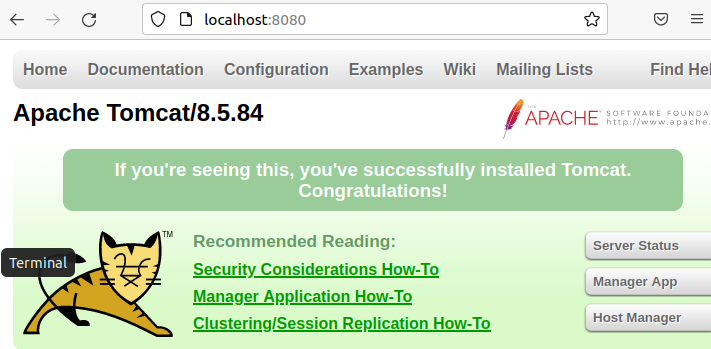 localhost:8080
Home Documentation Configuration Examples Wiki Mailing Lists Find Hel
Apache Tomcat/8.5.84
THE
APACHE SOFTWARE FOUNDA
http://www.apache.
If you're seeing this, you've successfully installed Tomcat.
Congratulations!
TM
Recommended Reading:
Security Considerations How-To
Manager Application How-To
Clustering/Session Replication How-To
Terminal
Server Status
Manager App
Host Manager